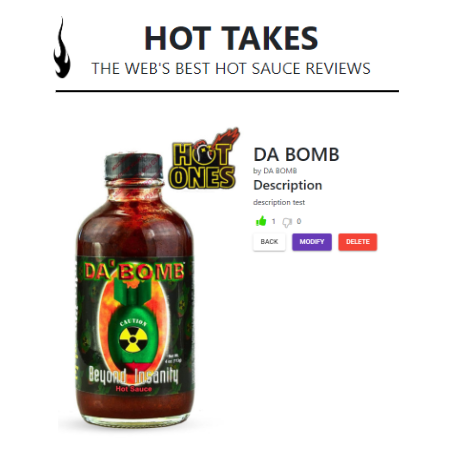 HOT TAKES
THE WEB'S BEST HOT SAUCE REVIEWS
HOT
ONES
DA BOMB
by DA BOMB
Description
description test
1 0
BACK MODIFY DELETE
DA BOMB
CAUTION
Beyond Insanity
Hot Sauce